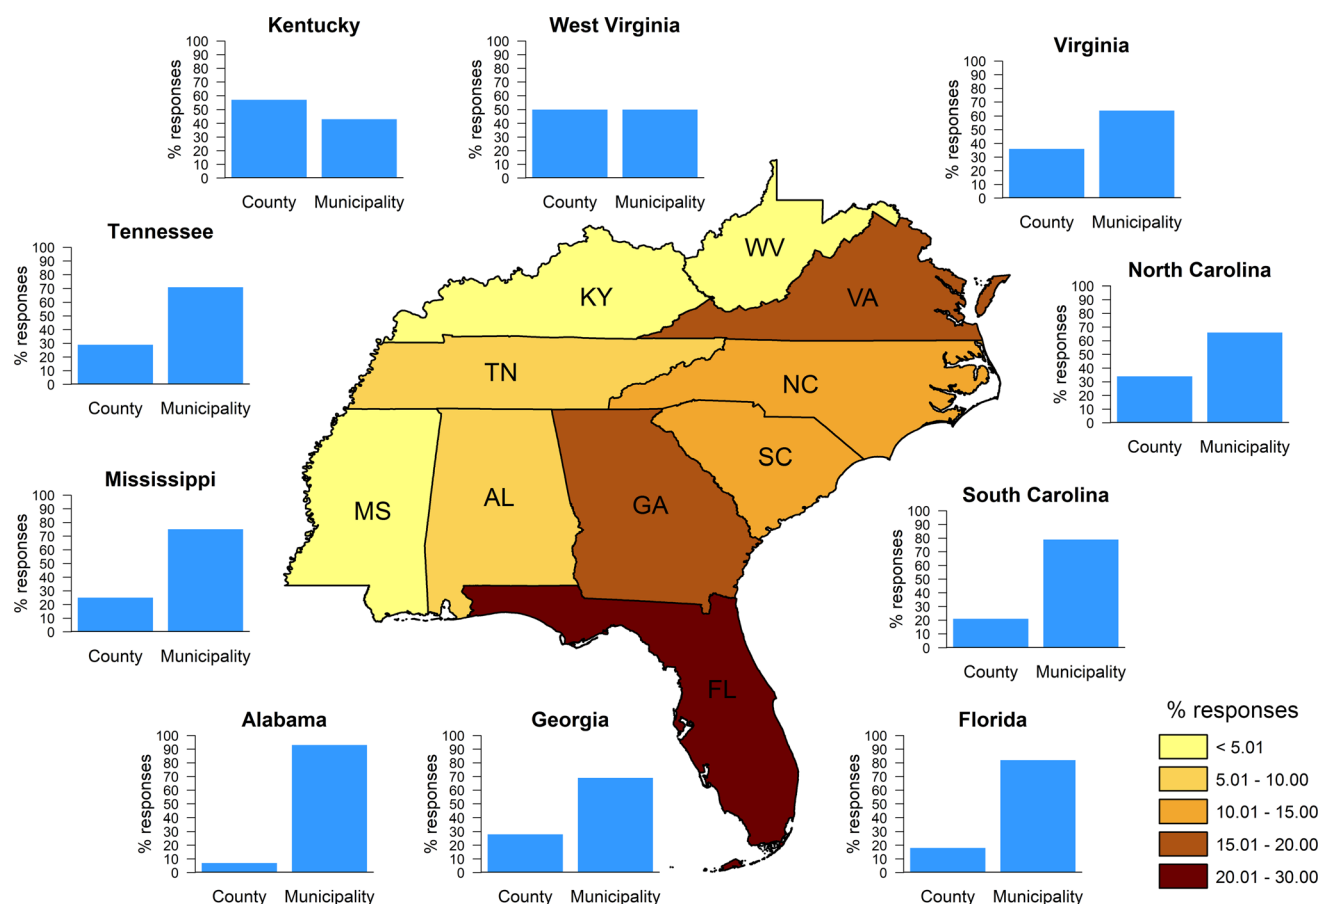 Kentucky
% responses
100
90
80
70
60
50
40
30
20
10
0
County Municipality
West Virginia
% responses
100
90
80
70
60
50
40
30
20
10
0
County Municipality
Virginia
% responses
100
90
80
70
60
50
40
30
20
10
0
County Municipality
Tennessee
% responses
100
90
80
70
60
50
40
30
20
10
0
County Municipality
North Carolina
% responses
100
90
80
70
60
50
40
30
20
10
0
County Municipality
WV
KY
VA
TN
NC
SC
MS
AL
GA
FL
Mississippi
% responses
100
90
80
70
60
50
40
30
20
10
0
County Municipality
South Carolina
% responses
100
90
80
70
60
50
40
30
20
10
0
County Municipality
Alabama
% responses
100
90
80
70
60
50
40
30
20
10
0
County Municipality
Georgia
% responses
100
90
80
70
60
50
40
30
20
10
0
County Municipality
Florida
% responses
100
90
80
70
60
50
40
30
20
10
0
County Municipality
% responses
< 5.01
5.01 - 10.00
10.01 - 15.00
15.01 - 20.00
20.01 - 30.00